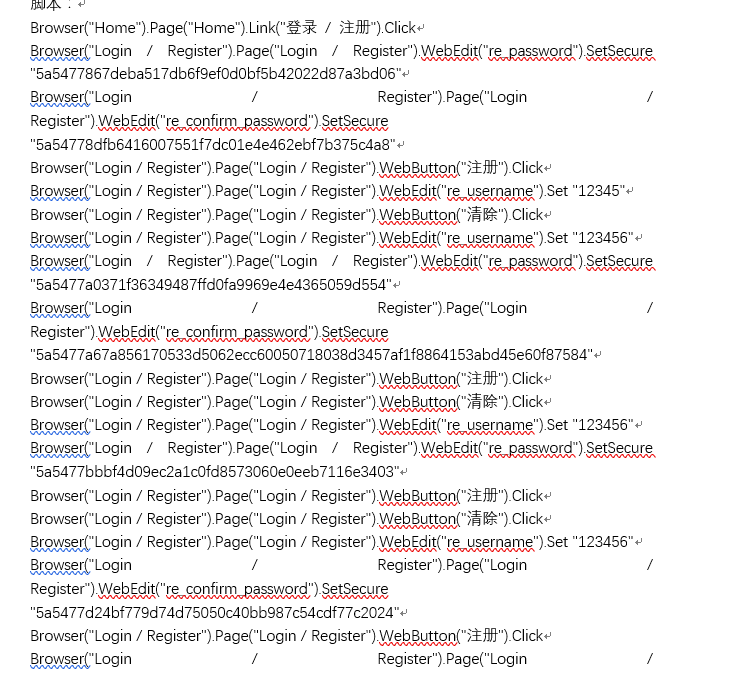 脚本：
Browser("Home").Page("Home").Link("登录 / 注册").Click
Browser("Login / Register").Page("Login / Register").WebEdit("re_password").SetSecure
"5a5477867deba517db6f9ef0d0bf5b42022d87a3bd06"
Browser("Login / Register").Page("Login /
Register").WebEdit("re_confirm_password").SetSecure
"5a54778dfb6416007551f7dc01e4e462ebf7b375c4a8"
Browser("Login / Register").Page("Login / Register").WebButton("注册").Click
Browser("Login / Register").Page("Login / Register").WebEdit("re_username").Set "12345"
Browser("Login / Register").Page("Login / Register").WebButton("清除").Click
Browser("Login / Register").Page("Login / Register").WebEdit("re_username").Set "123456"
Browser("Login / Register").Page("Login / Register").WebEdit("re_password").SetSecure
"5a5477a0371f36349487ffd0fa9969e4e4365059d554"
Browser("Login / Register").Page("Login /
Register").WebEdit("re_confirm_password").SetSecure
"5a5477a67a856170533d5062ecc60050718038d3457af1f8864153abd45e60f87584"
Browser("Login / Register").Page("Login / Register").WebButton("注册").Click
Browser("Login / Register").Page("Login / Register").WebButton("清除").Click
Browser("Login / Register").Page("Login / Register").WebEdit("re_username").Set "123456"
Browser("Login / Register").Page("Login / Register").WebEdit("re_password").SetSecure
"5a5477bbbf4d09ec2a1c0fd8573060e0eeb7116e3403"
Browser("Login / Register").Page("Login / Register").WebButton("注册").Click
Browser("Login / Register").Page("Login / Register").WebButton("清除").Click
Browser("Login / Register").Page("Login / Register").WebEdit("re_username").Set "123456"
Browser("Login / Register").Page("Login /
Register").WebEdit("re_confirm_password").SetSecure
"5a5477d24bf779d74d75050c40bb987c54cdf77c2024"
Browser("Login / Register").Page("Login / Register").WebButton("注册").Click
Browser("Login / Register").Page("Login /